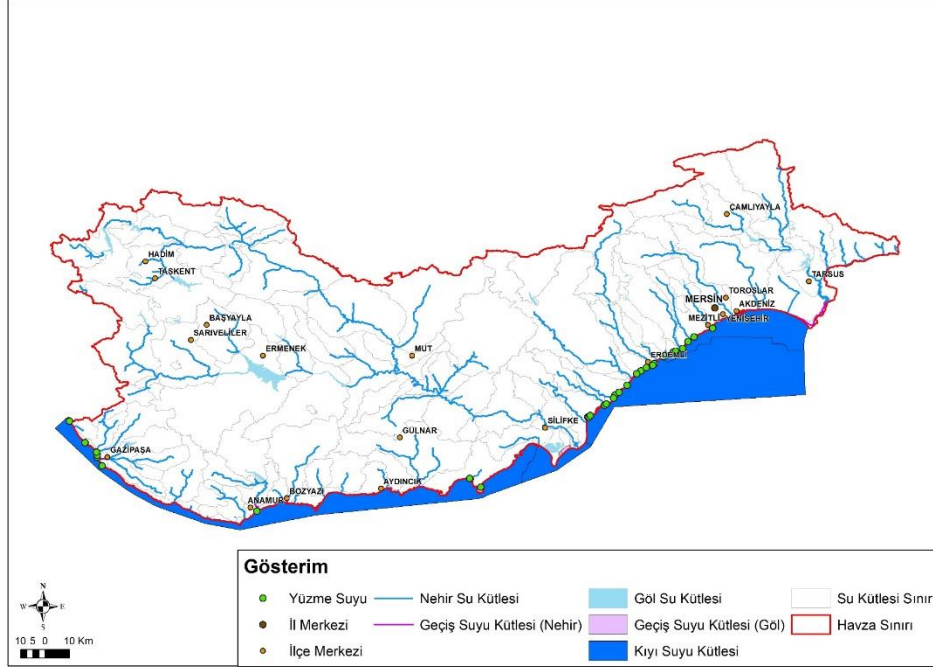 ÇAMLIYAYLA
HADİM
TAŞKENT
TARSUS
TOROSLAR
MERSİN
AKDENİZ
MEZİTLİ
YENİŞEHİR
BAŞYAYLA
SARIVELİLER
ERMENEK
MUT
ERDEMLİ
SİLİFKE
GÜLNAR
GAZİPAŞA
AYDINCIK
BOZYAZI
ANAMUR
Gösterim
Yüzme Suyu
Nehir Su Kütlesi
Göl Su Kütlesi
Su Kütlesi Sınır
İl Merkezi
Geçiş Suyu Kütlesi (Nehir)
Geçiş Suyu Kütlesi (Göl)
Havza Sınırı
İlçe Merkezi
Kıyı Suyu Kütlesi
N
W E
S
10 5 0 10 Km